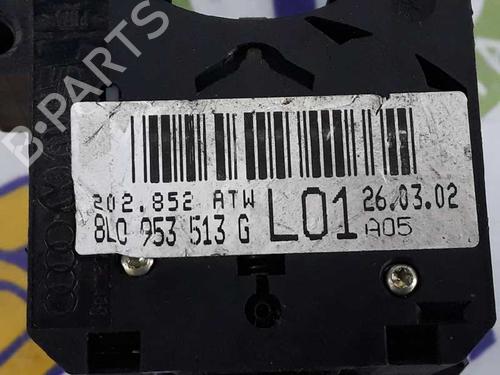 B-PARTS
202.852 ATW
8L0 953 513 G L01 26.03.02
A05